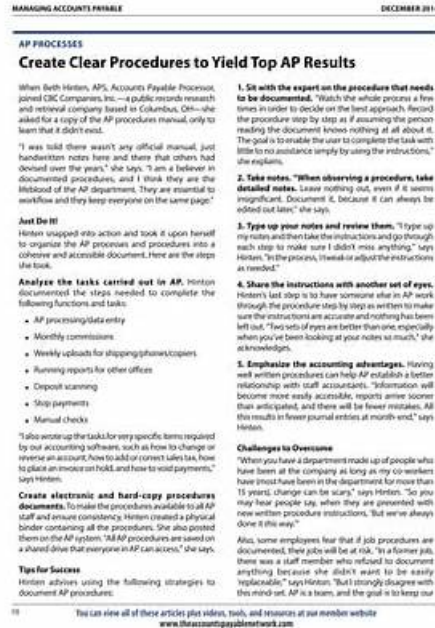 MANAGING ACCOUNTS PAYABLE
DECEMBER 201
AP PROCESSES
Create Clear Procedures to Yield Top AP Results
When Beth Hinten, APS, Accounts Payable Processor,
joined CBC Companies, Inc.—a public records research
and retrieval company based in Columbus, OH—she
asked for a copy of the AP procedures manual, only to
learn that it didn't exist.
"I was told there wasn't any official manual, just
handwritten notes here and there that others had
devised over the years," she says. "I am a believer in
documented procedures, and I think they are the
lifeblood of the AP department. They are essential to
workflow and they keep everyone on the same page."
Just Do It!
Hinten snapped into action and took it upon herself
to organize the AP processes and procedures into a
cohesive and accessible document. Here are the steps
she took.
Analyze the tasks carried out in AP. Hinton
documented the steps needed to complete the
following functions and tasks:
• AP processing/data entry
• Monthly commissions
• Weekly uploads for shipping/phones/copiers
• Running reports for other offices
• Deposit scanning
• Stop payments
• Manual checks
"I also wrote up the tasks for very specific items required
by our accounting software, such as how to change or
reverse an account, how to add or correct sales tax, how
to place an invoice on hold, and how to void payments,"
says Hinten.
Create electronic and hard-copy procedures
documents. To make the procedures available to all AP
staff and ensure consistency, Hinten created a physical
binder containing all the procedures. She also posted
them on the AP system. "All AP procedures are saved on
a shared drive that everyone in AP can access," she says.
Tips for Success
Hinten advises using the following strategies to
document AP procedures:
1. Sit with the expert on the procedure that needs
to be documented. "Watch the whole process a few
times in order to decide on the best approach. Record
the procedure step by step as if assuming the person
reading the document knows nothing at all about it.
The goal is to enable the user to complete the task with
little to no assistance simply by using the instructions,"
she explains.
2. Take notes. "When observing a procedure, take
detailed notes. Leave nothing out, even if it seems
insignificant. Document it, because it can always be
edited out later," she says.
3. Type up your notes and review them. "I type up
my notes and then take the instructions and go through
each step to make sure I didn't miss anything," says
Hinten. "In the process, I tweak or adjust the instructions
as needed."
4. Share the instructions with another set of eyes.
Hinten's last step is to have someone else in AP work
through the procedure step by step as written to make
sure the instructions are accurate and nothing has been
left out. "Two sets of eyes are better than one, especially
when you've been looking at your notes so much," she
acknowledges.
5. Emphasize the accounting advantages. Having
well written procedures can help AP establish a better
relationship with staff accountants. "Information will
become more easily accessible, reports arrive sooner
than anticipated, and there will be fewer mistakes. All
this results in fewer journal entries at month-end," says
Hinten.
Challenges to Overcome
"When you have a department made up of people who
have been at the company as long as my co-workers
have (most have been in the department for more than
15 years), change can be scary," says Hinten. "So you
may hear people say, when they are presented with
new written procedure instructions, 'But we've always
done it this way.'"
Also, some employees fear that if job procedures are
documented, their jobs will be at risk. "In a former job,
there was a staff member who refused to document
anything because she didn't want to be easily
'replaceable,'" says Hinten. "But I strongly disagree with
this mind-set. AP is a team, and the goal is to keep our
10
You can view all of these articles plus videos, tools, and resources at our member website
www.theaccountspayablenetwork.com